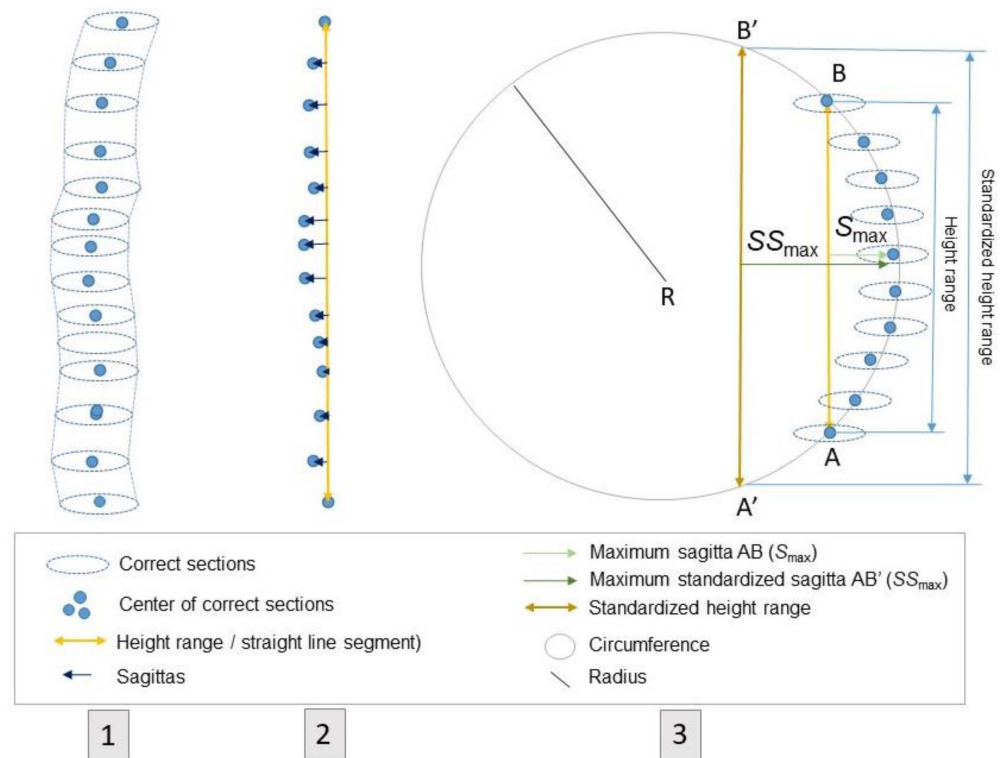 B’
B
SSmax
Smax
R
Height range
Standardized height range
A
A’
Correct sections
Center of correct sections
Height range / straight line segment)
Sagittas
Maximum sagitta AB (Smax)
Maximum standardized sagitta AB’ (SSmax)
Standardized height range
Circumference
Radius
1
2
3